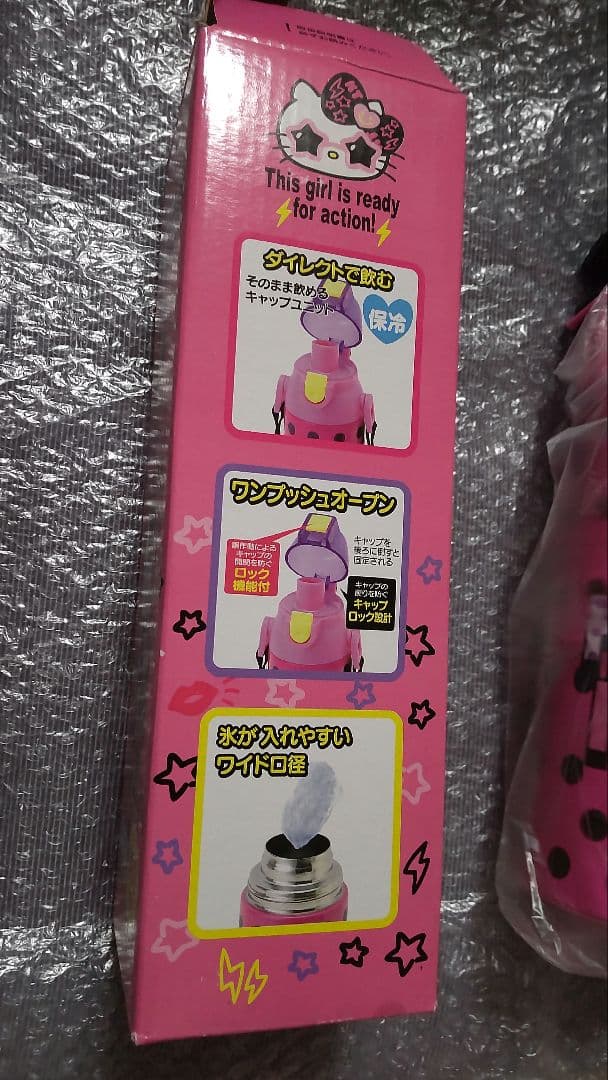 This girl is ready
for action!
ダイレクトで飲む
そのまま飲める
キャップユニット
保冷
ワンプッシュオープン
誤作動による
キャップの
開閉を防ぐ
ロック
機能付
キャップを
後ろに倒すと
固定される
キャップの
戻りを防ぐ
キャップ
ロック設計
氷が入れやすい
ワイド口径